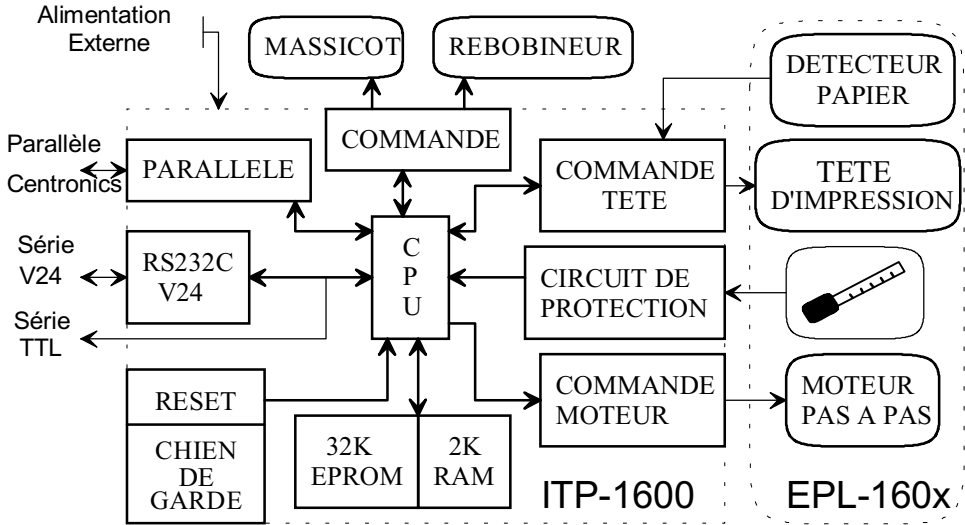 Alimentation
Externe
MASSICOT
REBOBINEUR
DETECTEUR
PAPIER
Parallèle
Centronics
PARALLELE
COMMANDE
COMMANDE
TETE
TETE
D'IMPRESSION
Série
V24
RS232C
V24
C
P
U
CIRCUIT DE
PROTECTION
Série
TTL
RESET
CHIEN
DE
GARDE
32K
EPROM
2K
RAM
COMMANDE
MOTEUR
MOTEUR
PAS A PAS
ITP-1600
EPL-160x